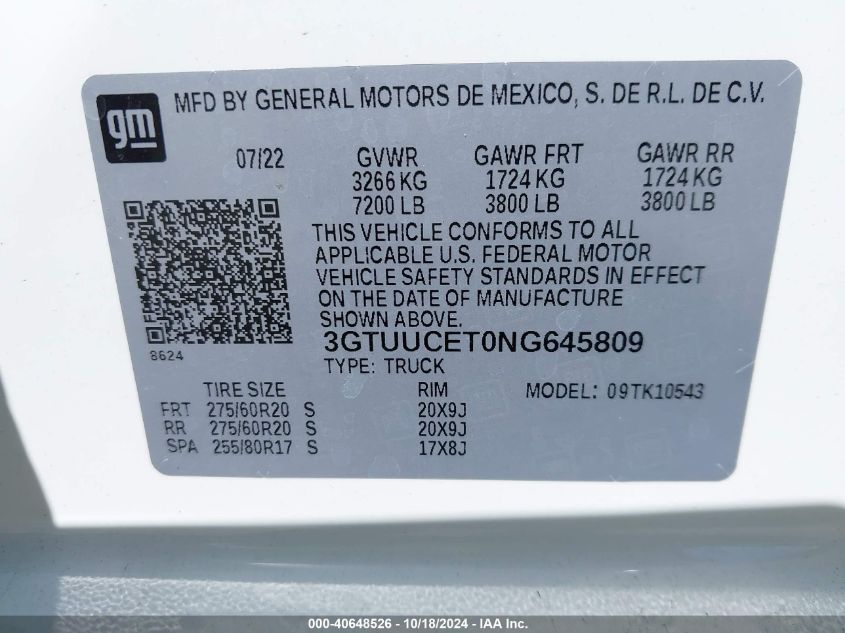 gm
MFD BY GENERAL MOTORS DE MEXICO, S. DE R.L. DE C.V.
07/22 GVWR GAWR FRT GAWR RR
3266 KG 1724 KG 1724 KG
7200 LB 3800 LB 3800 LB
THIS VEHICLE CONFORMS TO ALL
APPLICABLE U.S. FEDERAL MOTOR
VEHICLE SAFETY STANDARDS IN EFFECT
ON THE DATE OF MANUFACTURE
SHOWN ABOVE.
3GTUUCET0NG645809
8624
TYPE: TRUCK
TIRE SIZE RIM MODEL: 09TK10543
FRT 275/60R20 S 20X9J
RR 275/60R20 S 20X9J
SPA 255/80R17 S 17X8J
000-40648526 - 10/18/2024 - IAA Inc.